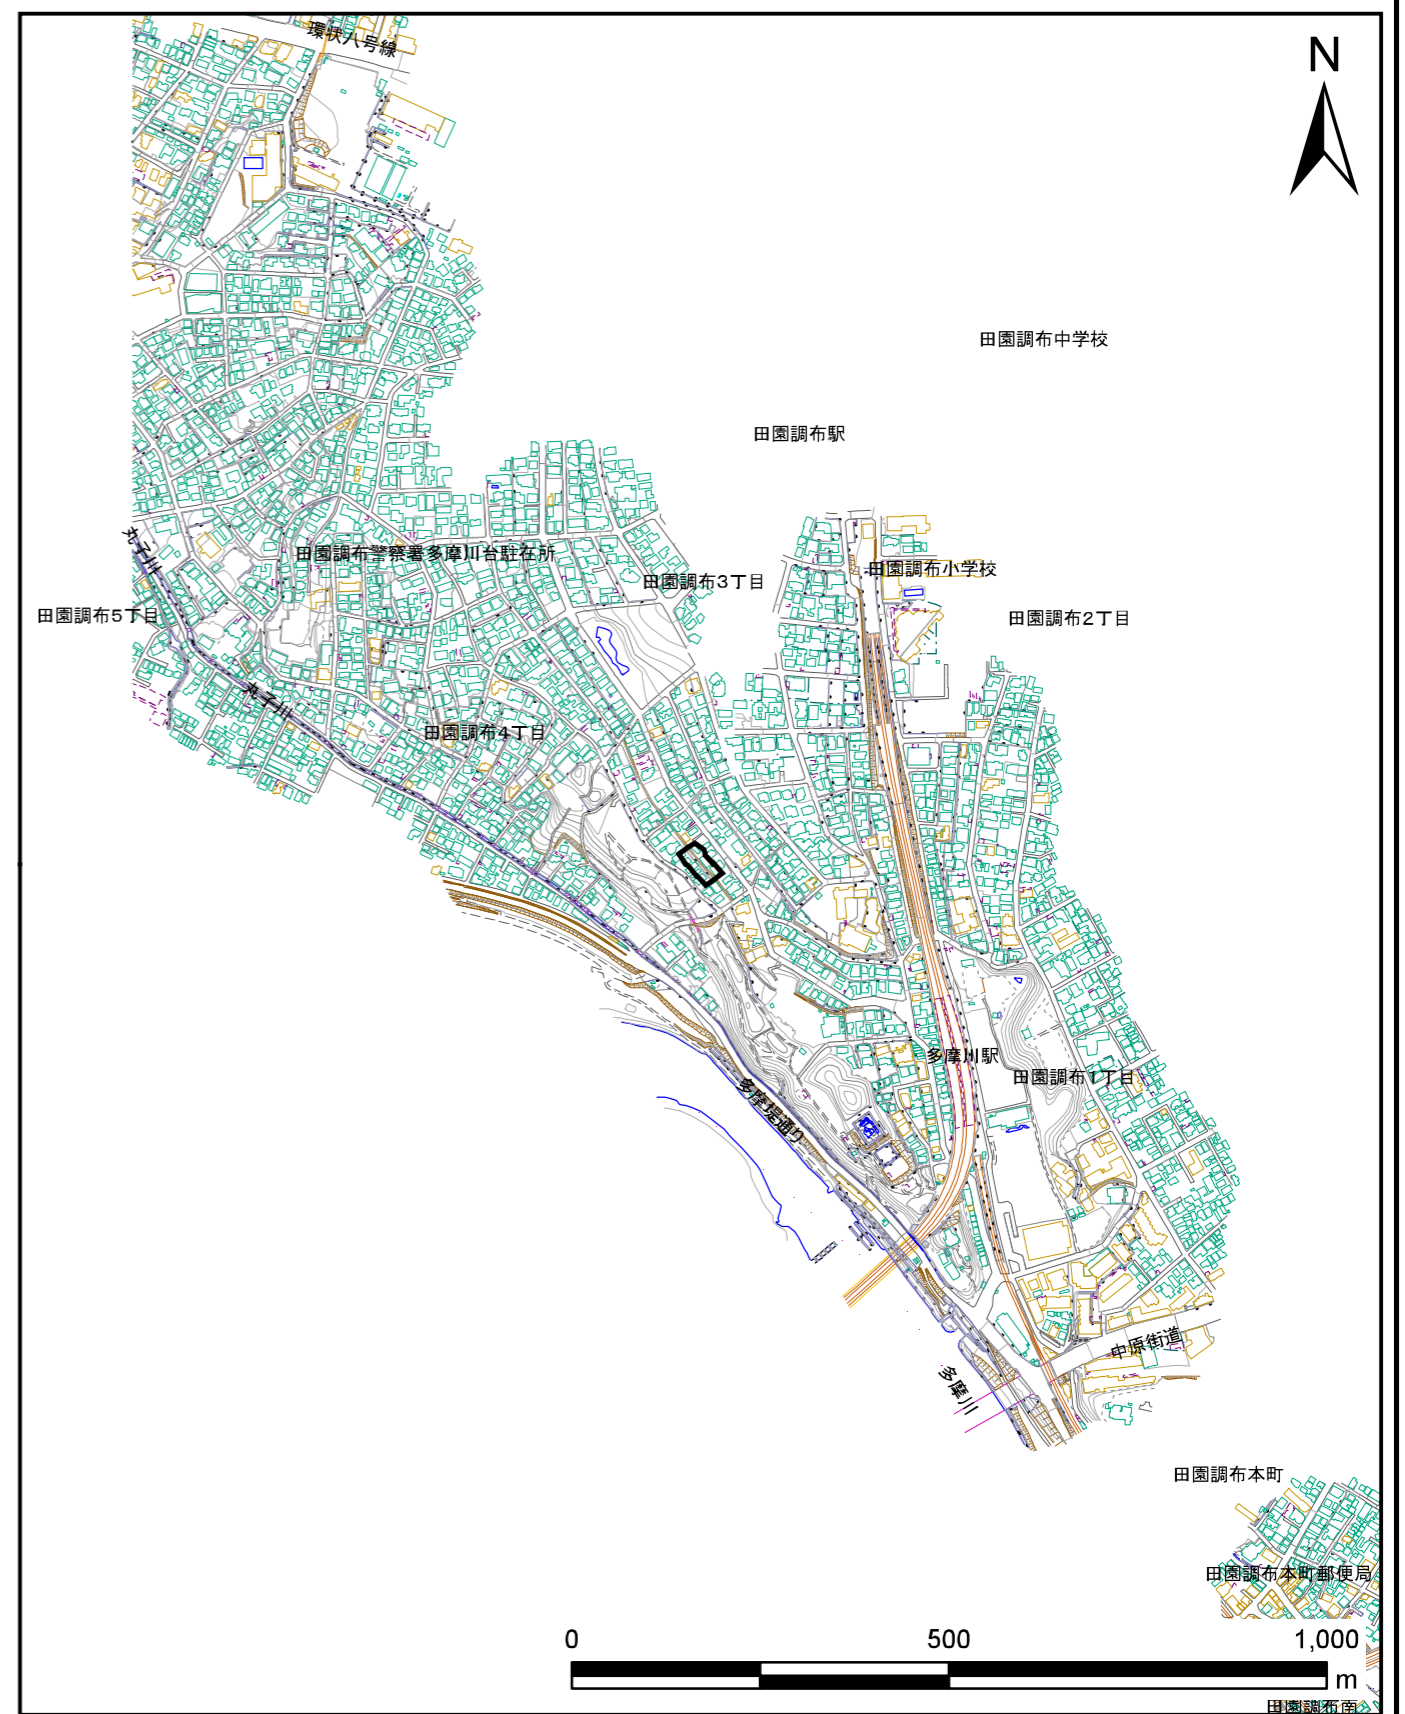 環状八号線
N
田園調布中学校
田園調布駅
丸子川
田園調布警察署多摩川台駐在所
田園調布3丁目
田園調布小学校
田園調布5丁目
田園調布2丁目
丸子川
田園調布4丁目
多摩川駅
田園調布1丁目
多摩堤通り
中原街道
多摩川
田園調布本町
田園調布本町郵便局
0 500 1,000
m
田園調布南